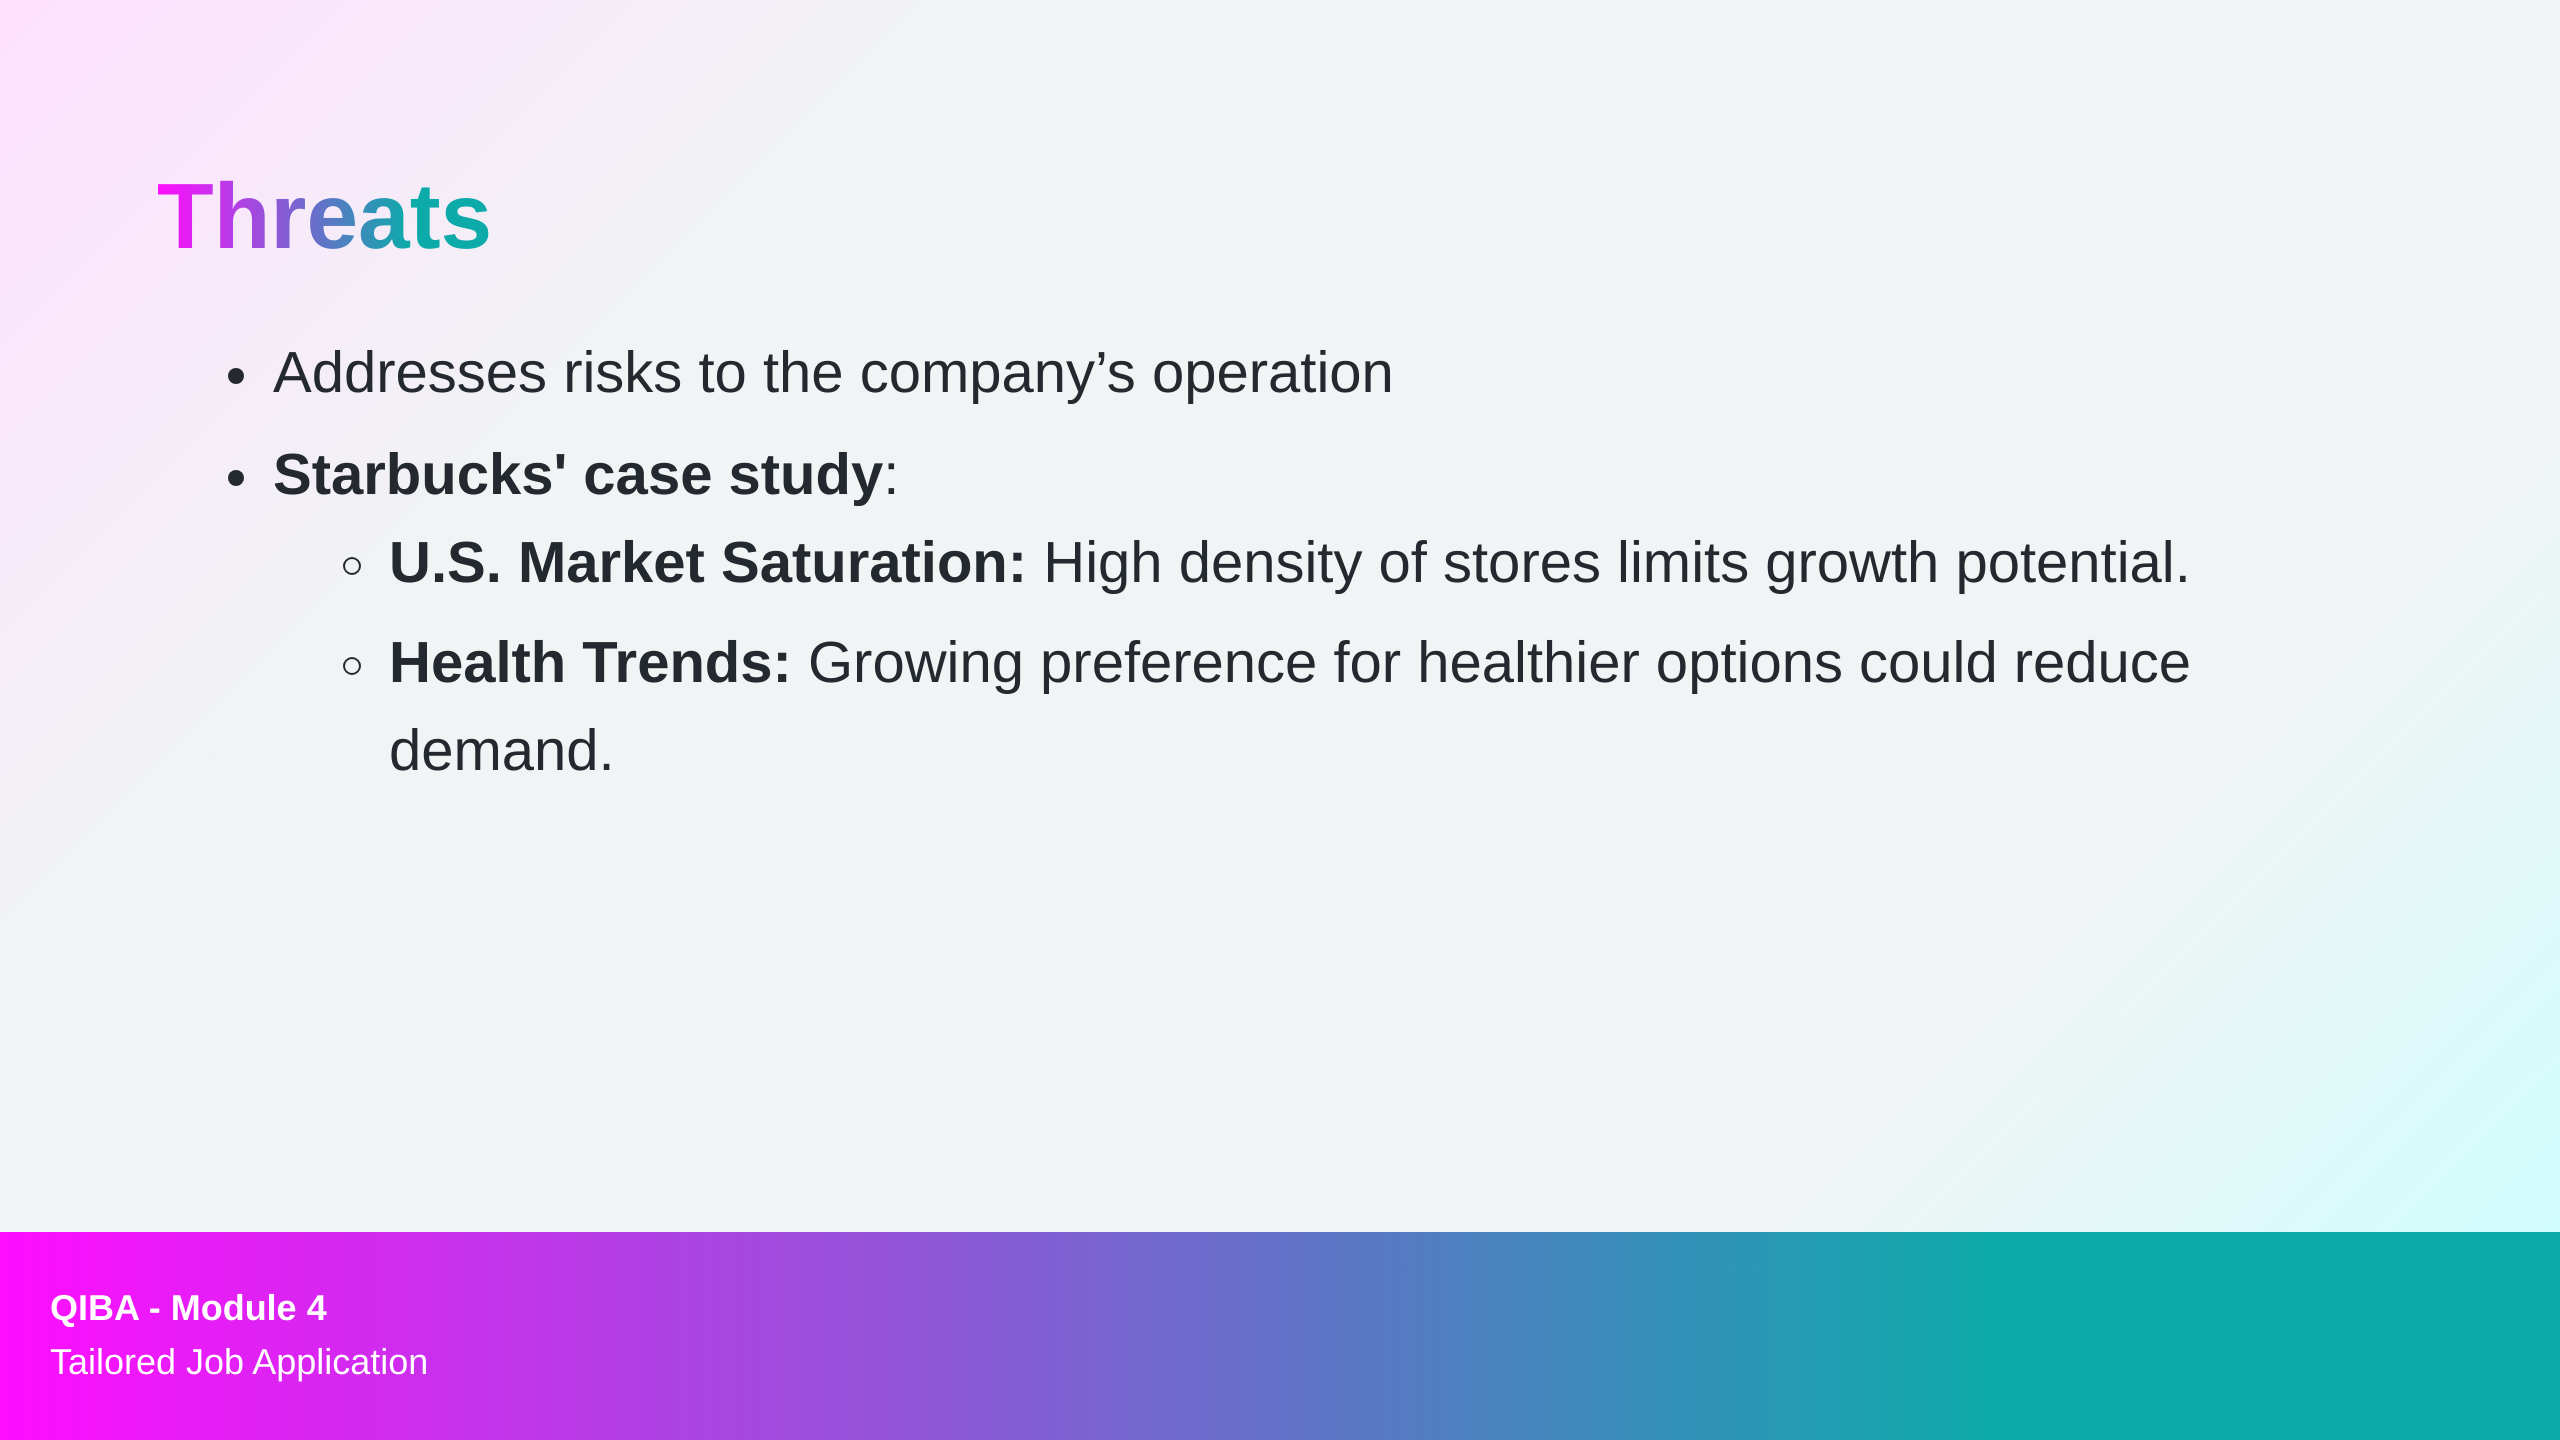 Threats
• Addresses risks to the company’s operation
• Starbucks' case study:
◦ U.S. Market Saturation: High density of stores limits growth potential.
◦ Health Trends: Growing preference for healthier options could reduce
demand.
QIBA - Module 4
Tailored Job Application